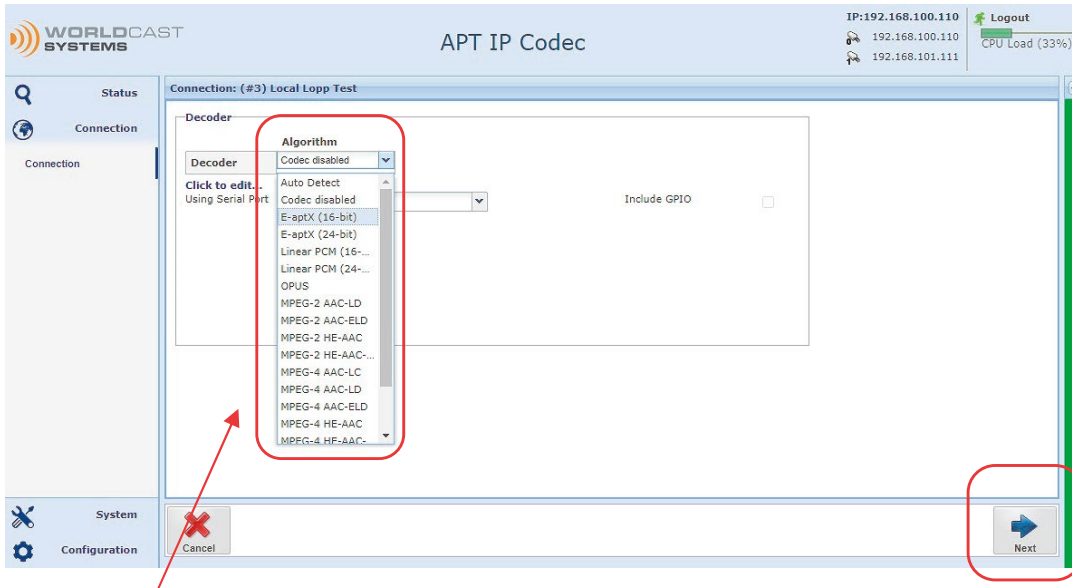 WORLDCAST
SYSTEMS
APT IP Codec
IP:192.168.100.110
192.168.100.110
192.168.101.111
Logout
CPU Load (33%)
Status
Connection
Connection
Connection: (#3) Local Lopp Test
Decoder
Algorithm
Decoder
Codec disabled
Click to edit...
Using Serial Port
Include GPIO
Auto Detect
Codec disabled
E-aptX (16-bit)
E-aptX (24-bit)
Linear PCM (16-...
Linear PCM (24-...
OPUS
MPEG-2 AAC-LD
MPEG-2 AAC-ELD
MPEG-2 HE-AAC
MPEG-2 HE-AAC-...
MPEG-4 AAC-LC
MPEG-4 AAC-LD
MPEG-4 AAC-ELD
MPEG-4 HE-AAC
MPEG-4 HE-AAC-
System
Configuration
Cancel
Next